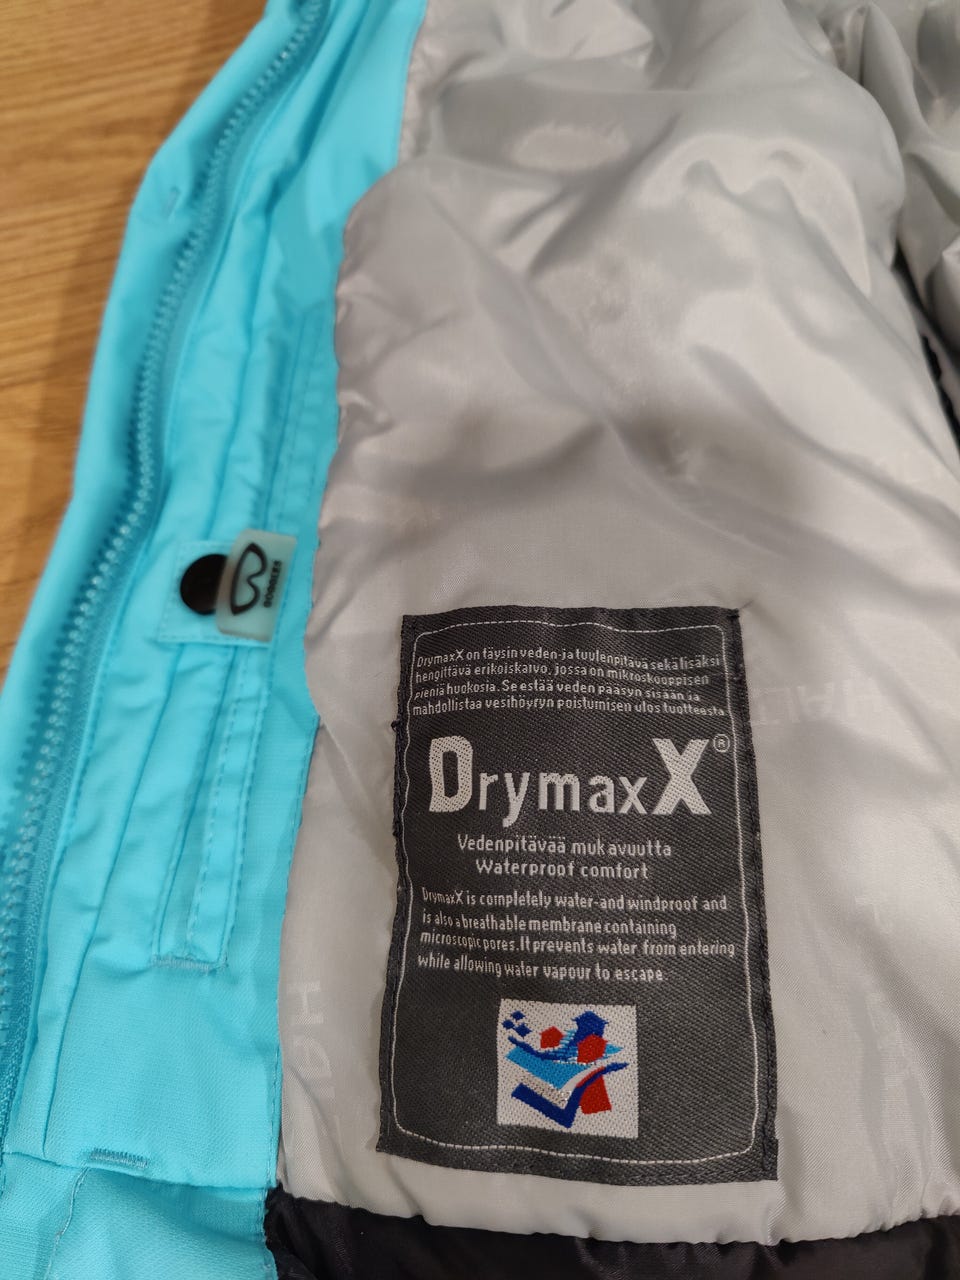 GOGGLES
DrymaxX on täysin veden-ja tuulenpitävä sekä lisäksi
hengittävä erikoiskalvo, jossa on mikroskooppisen
pieniä huokosia. Se estää veden pääsyn sisään ja
mahdollistaa vesihöyryn poistumisen ulos tuotteesta.
DrymaxX®
Vedenpitävää mukavuutta
Waterproof comfort
DrymaxX is completely water-and windproof and
is also a breathable membrane containing
microscopic pores. It prevents water from entering
while allowing water vapour to escape